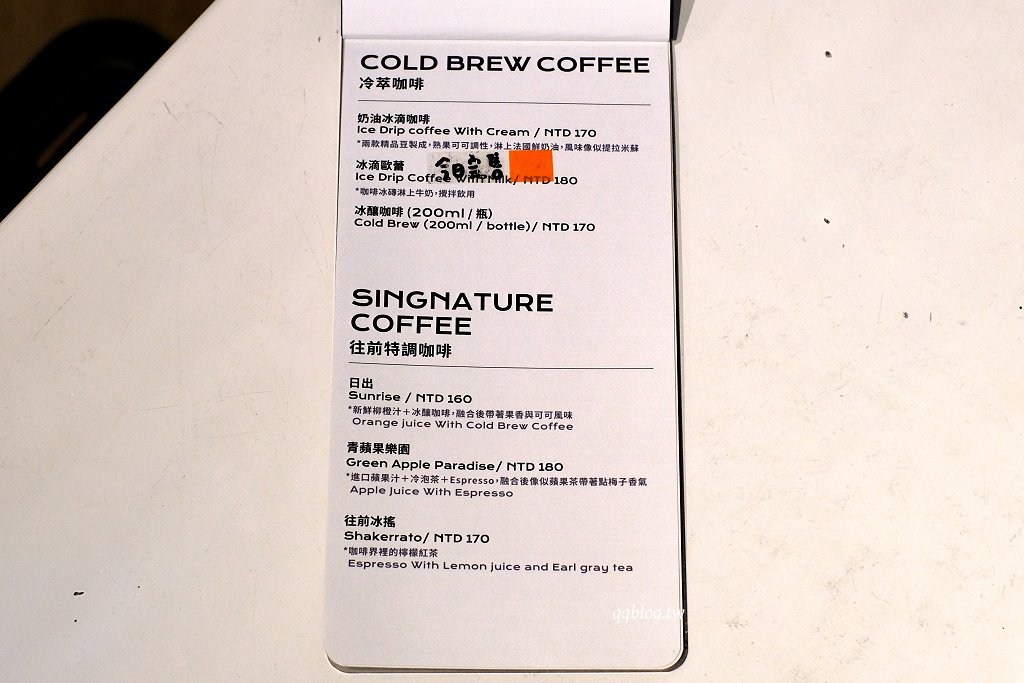 COLD BREW COFFEE
冷萃咖啡
奶油冰滴咖啡
Ice Drip coffee With Cream / NTD 170
*兩款精品豆製成,熟果可可調性,淋上法國鮮奶油,風味像似提拉米蘇
冰滴歐蕾
今日完售
Ice Drip Coffee With Milk/ NTD 180
*咖啡冰磚淋上牛奶,攪拌飲用
冰釀咖啡 (200ml / 瓶)
Cold Brew (200ml / bottle)/ NTD 170
SINGNATURE
COFFEE
往前特調咖啡
日出
Sunrise / NTD 160
*新鮮柳橙汁+冰釀咖啡,融合後帶著果香與可可風味
Orange juice With Cold Brew Coffee
青蘋果樂園
Green Apple Paradise/ NTD 180
*進口蘋果汁+冷泡茶+Espresso,融合後像似蘋果茶帶著點梅子香氣
Apple Juice With Espresso
往前冰搖
Shakerrato/ NTD 170
*咖啡界裡的檸檬紅茶
Espresso With Lemon juice and Earl gray tea
qqblog.tw